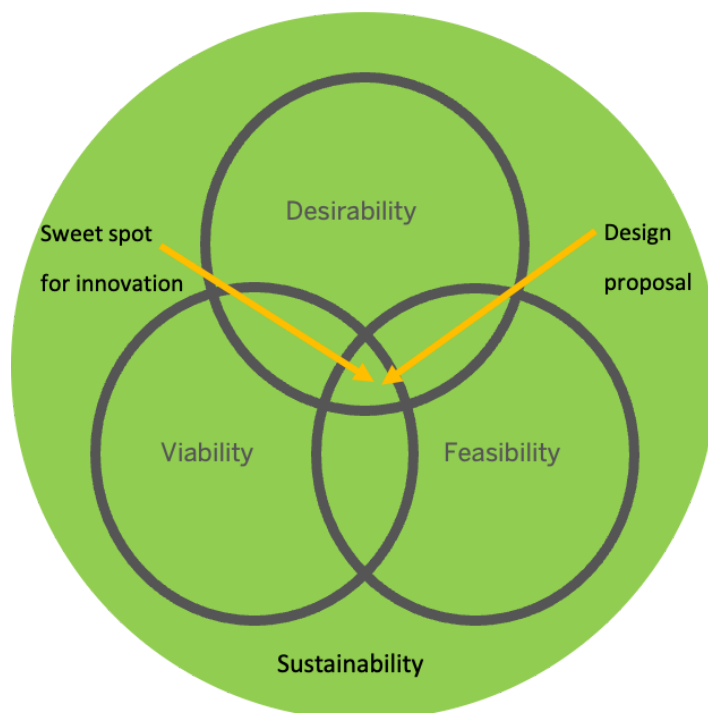 Desirability
Sweet spot
for innovation
Design
proposal
Viability
Feasibility
Sustainability